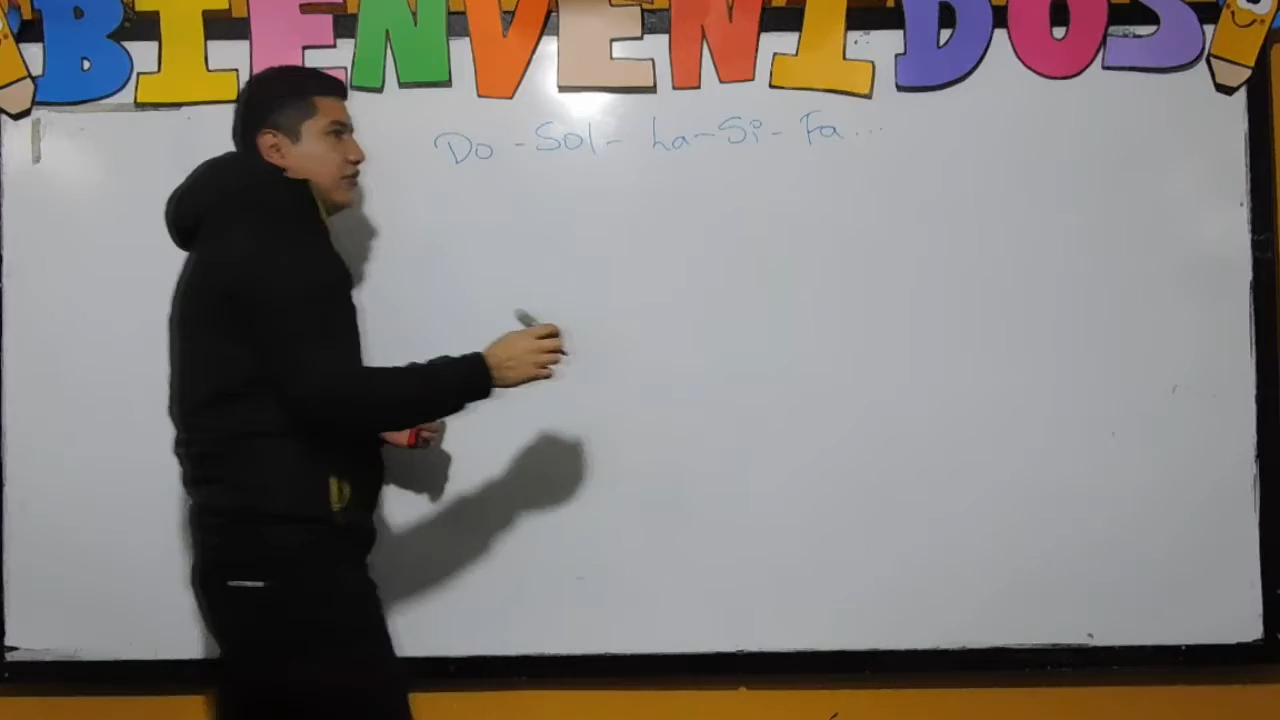 BIENVENIDOS
Do - Sol - La - Si - Fa...